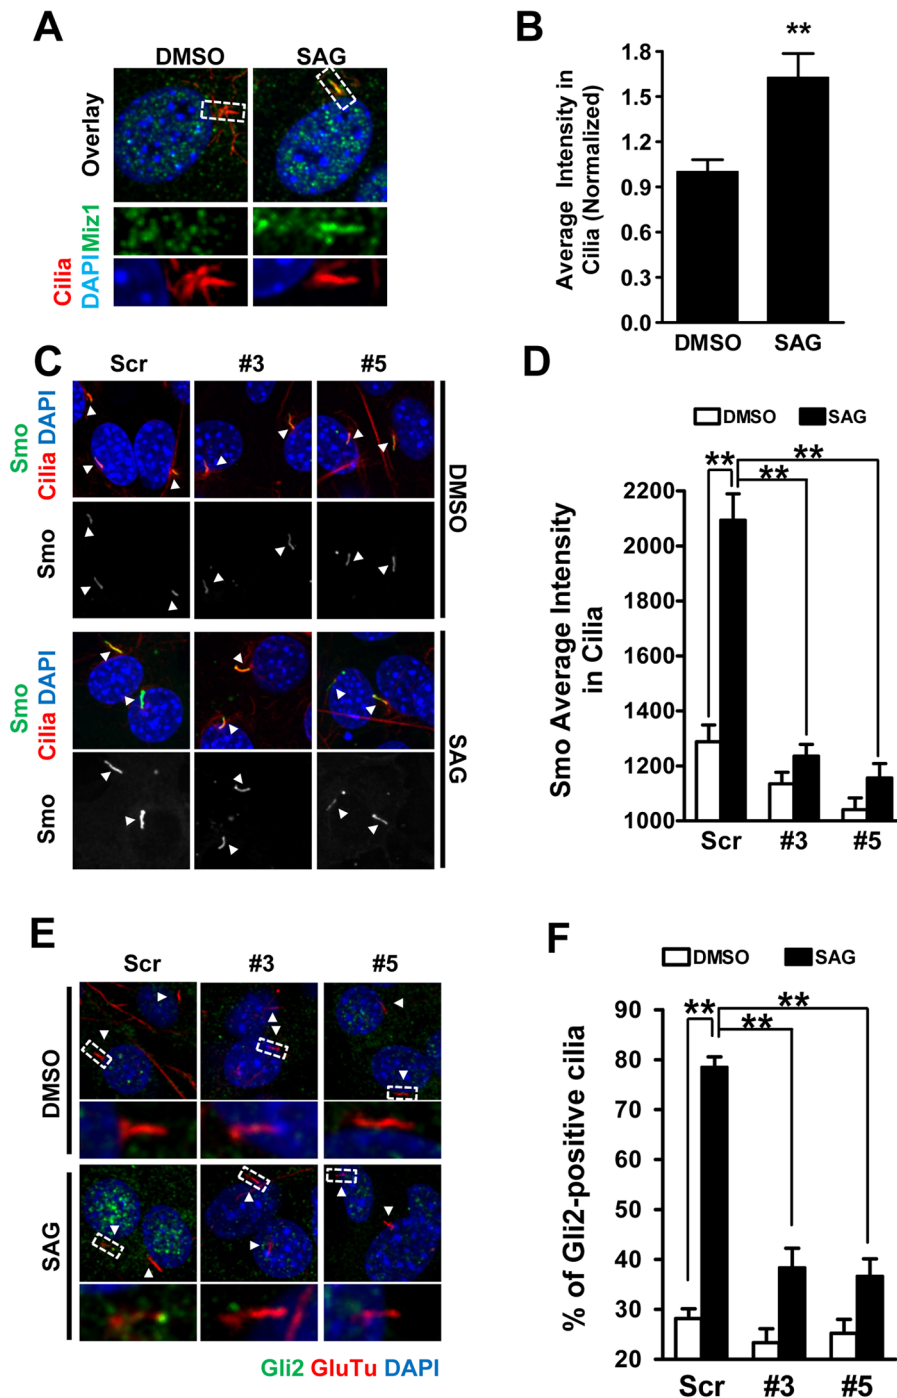 A
DMSO SAG
Overlay
Miz1
Cilia
DAPI
B
**
Average Intensity in
Cilia (Normalized)
1.8
1.5
1.2
0.9
0.6
0.3
0.0
DMSO SAG
C
Scr #3 #5
Smo
Cilia DAPI
Smo
DMSO
Smo
Cilia DAPI
Smo
SAG
D
DMSO SAG
** ** **
Smo Average Intensity
in Cilia
2200
2000
1800
1600
1400
1200
1000
Scr #3 #5
E
Scr #3 #5
DMSO
SAG
Gli2 GluTu DAPI
F
DMSO SAG
** ** **
% of Gli2-positive cilia
90
80
70
60
50
40
30
20
Scr #3 #5